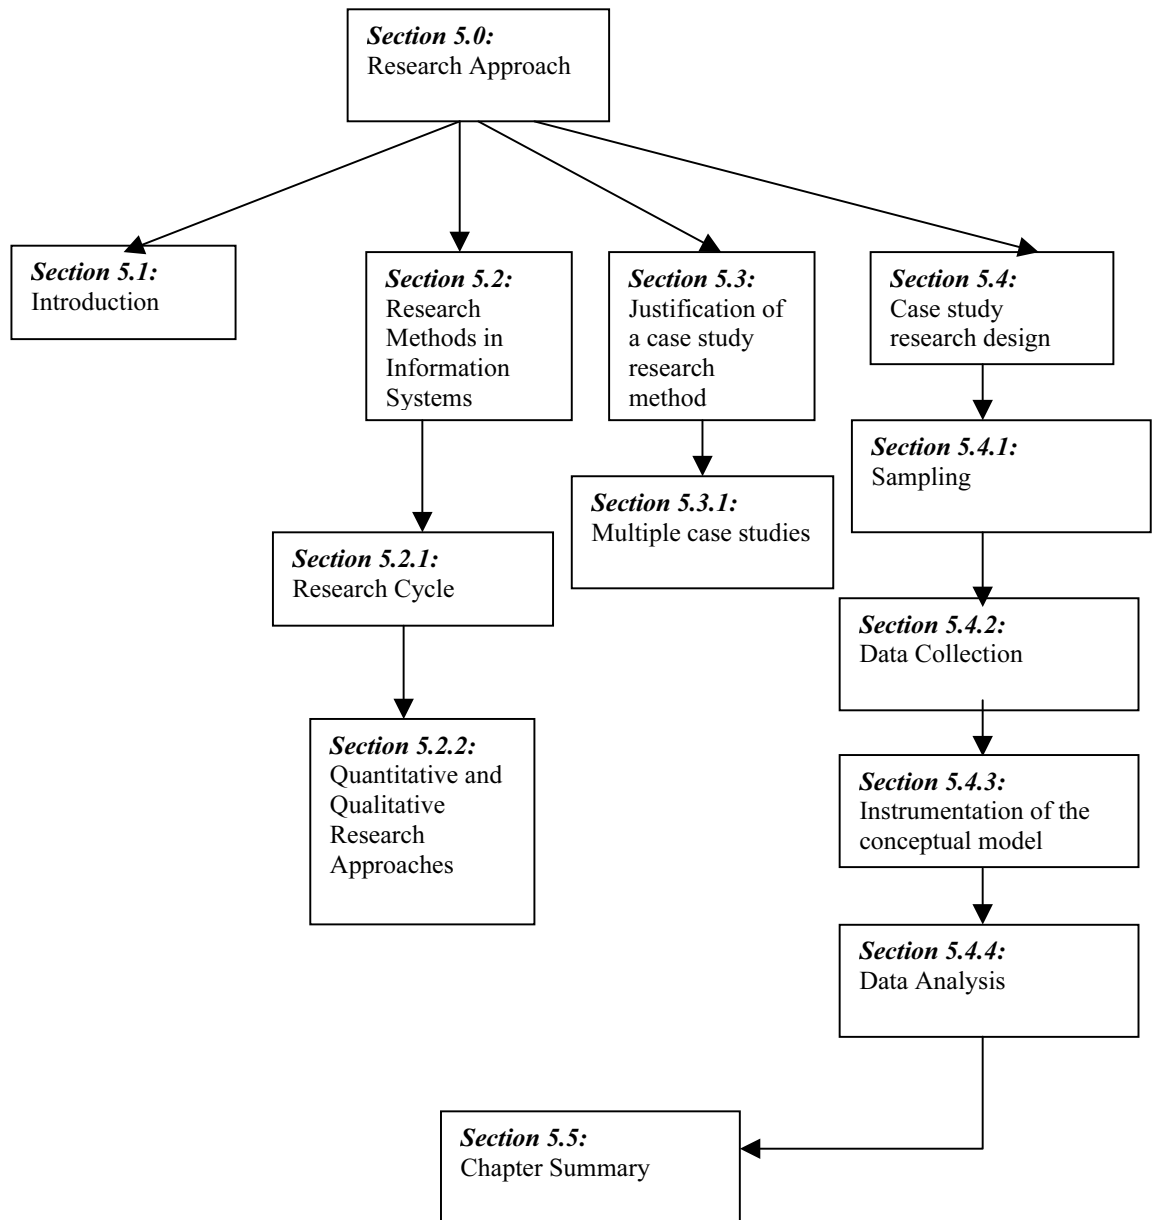 Section 5.0:
Research Approach
Section 5.1:
Introduction
Section 5.2:
Research
Methods in
Information
Systems
Section 5.3:
Justification of
a case study
research
method
Section 5.4:
Case study
research design
Section 5.2.1:
Research Cycle
Section 5.3.1:
Multiple case studies
Section 5.4.1:
Sampling
Section 5.2.2:
Quantitative and
Qualitative
Research
Approaches
Section 5.4.2:
Data Collection
Section 5.4.3:
Instrumentation of the
conceptual model
Section 5.4.4:
Data Analysis
Section 5.5:
Chapter Summary